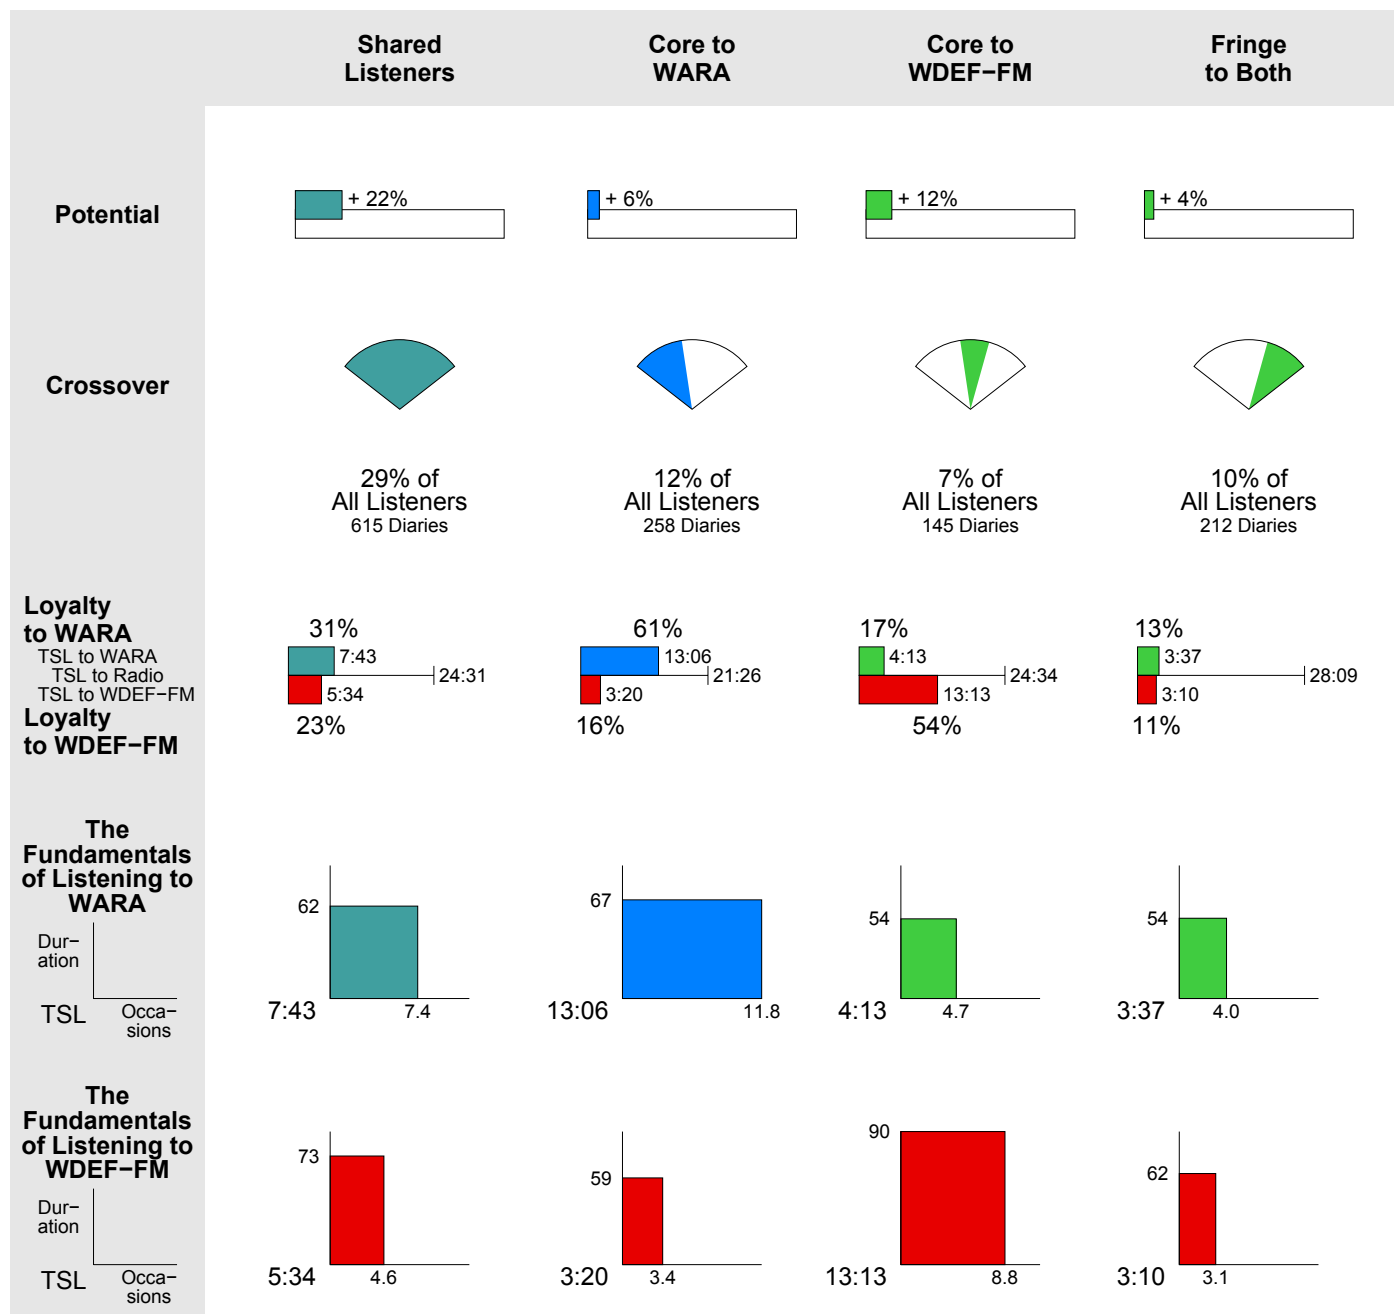 Shared
Listeners
Core to
WARA
Core to
WDEF−FM
Fringe
to Both
Potential
+ 22%
+ 6%
+ 12%
+ 4%
Crossover
29% of
All Listeners
615 Diaries
12% of
All Listeners
258 Diaries
7% of
All Listeners
145 Diaries
10% of
All Listeners
212 Diaries
Loyalty
to WARA
TSL to WARA
TSL to Radio
TSL to WDEF−FM
Loyalty
to WDEF−FM
31%
7:43
24:31
5:34
23%
61%
13:06
21:26
3:20
16%
17%
4:13
24:34
13:13
54%
13%
3:37
28:09
3:10
11%
The
Fundamentals
of Listening to
WARA
Dur−
ation
TSL
Occa−
sions
62
7:43
7.4
67
13:06
11.8
54
4:13
4.7
54
3:37
4.0
The
Fundamentals
of Listening to
WDEF−FM
Dur−
ation
TSL
Occa−
sions
73
5:34
4.6
59
3:20
3.4
90
13:13
8.8
62
3:10
3.1